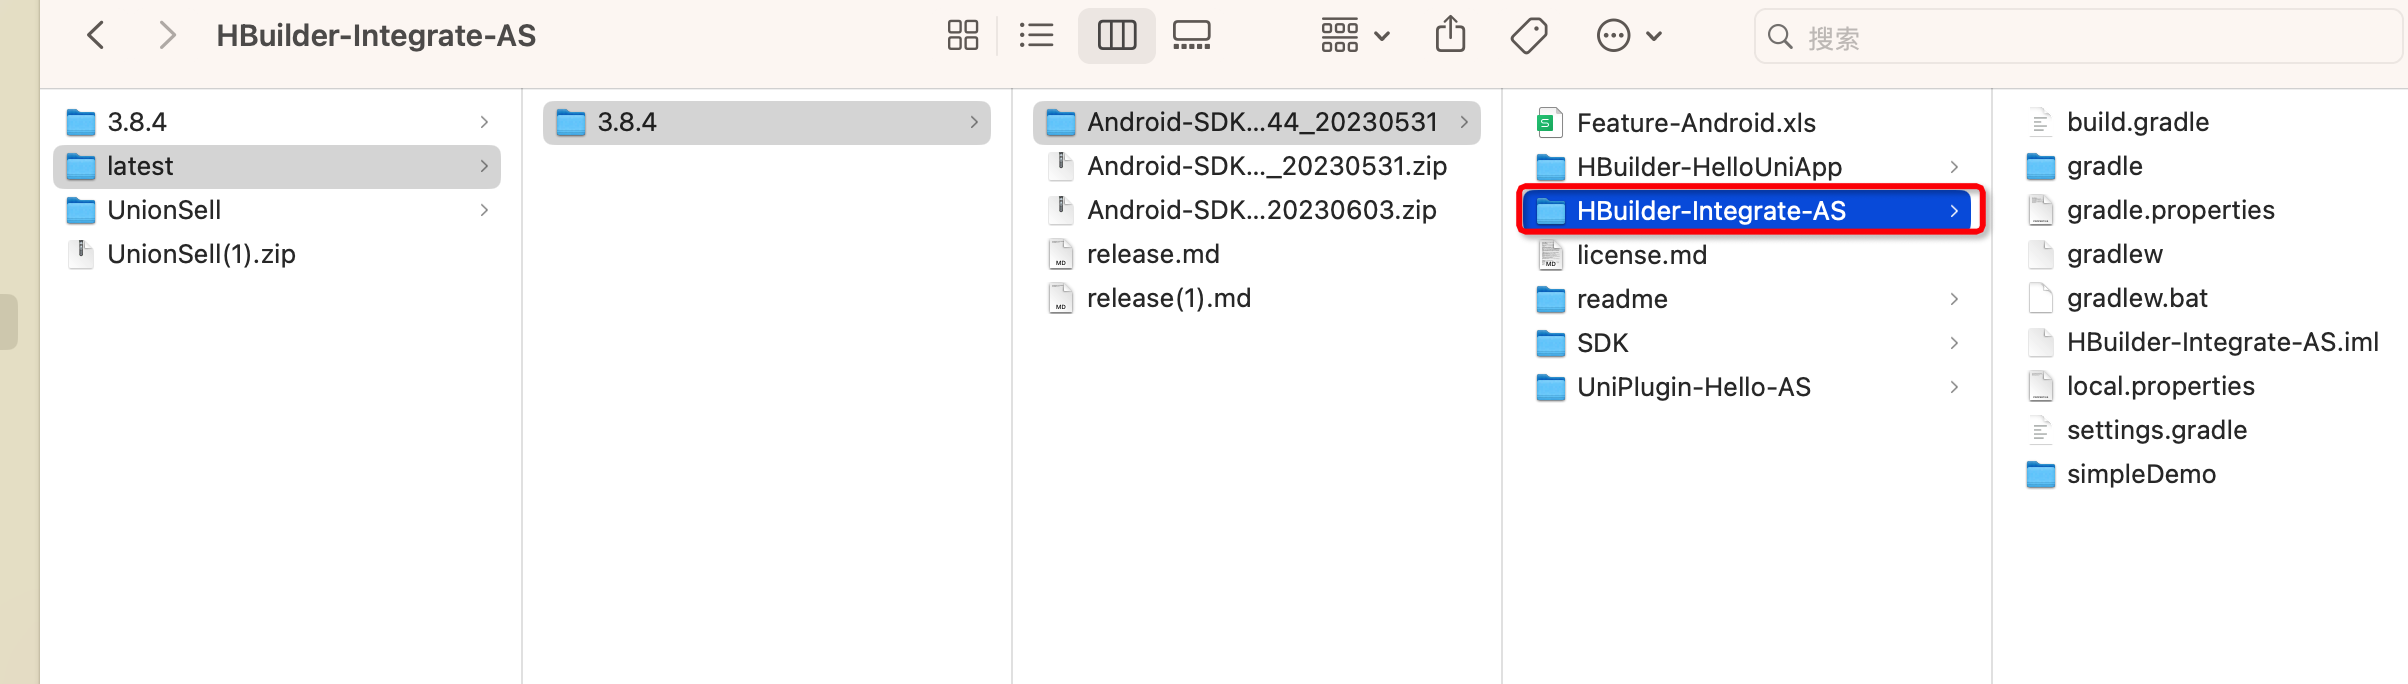 HBuilder-Integrate-AS
搜索
3.8.4
latest
UnionSell
UnionSell(1).zip
3.8.4
Android-SDK...44_20230531
Android-SDK..._20230531.zip
Android-SDK...20230603.zip
release.md
release(1).md
Feature-Android.xls
HBuilder-HelloUniApp
HBuilder-Integrate-AS
license.md
readme
SDK
UniPlugin-Hello-AS
build.gradle
gradle
gradle.properties
gradlew
gradlew.bat
HBuilder-Integrate-AS.iml
local.properties
settings.gradle
simpleDemo